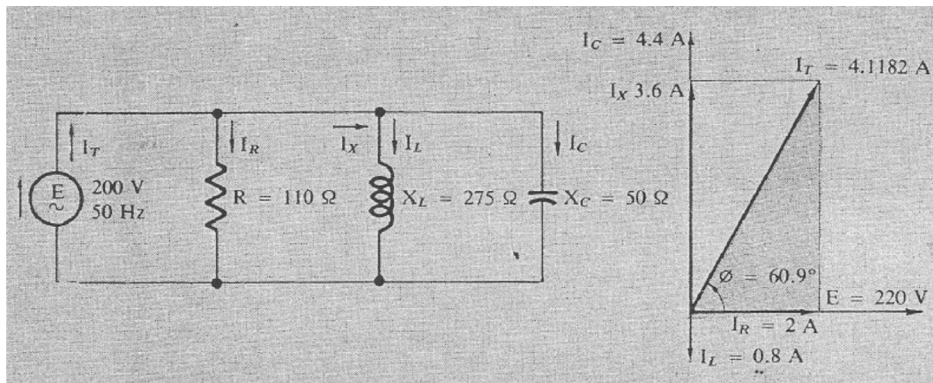 I_T
E
200 V
50 Hz
I_R
R = 110 Ω
I_X
I_L
X_L = 275 Ω
I_C
X_C = 50 Ω
I_C = 4.4 A
I_X 3.6 A
I_T = 4.1182 A
Ø = 60.9°
E = 220 V
I_R = 2 A
I_L = 0.8 A